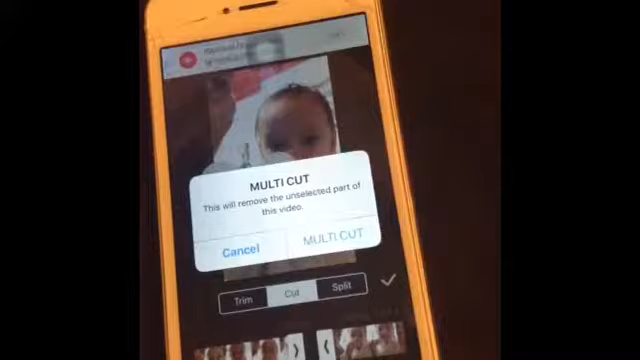 MULTI CUT
This will remove the unselected part of
this video.
Cancel
MULTI CUT
Trim
Cut
Split